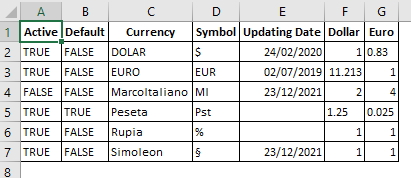 A B C D E F G
1 Active Default Currency Symbol Updating Date Dollar Euro
2 TRUE FALSE DOLAR $ 24/02/2020 1 0.83
3 TRUE FALSE EURO EUR 02/07/2019 11.213 1
4 FALSE FALSE Marcoltaliano MI 23/12/2021 2 4
5 TRUE TRUE Peseta Pst 1.25 0.025
6 TRUE FALSE Rupia % 1 1
7 TRUE FALSE Simoleon § 23/12/2021 1 1
8